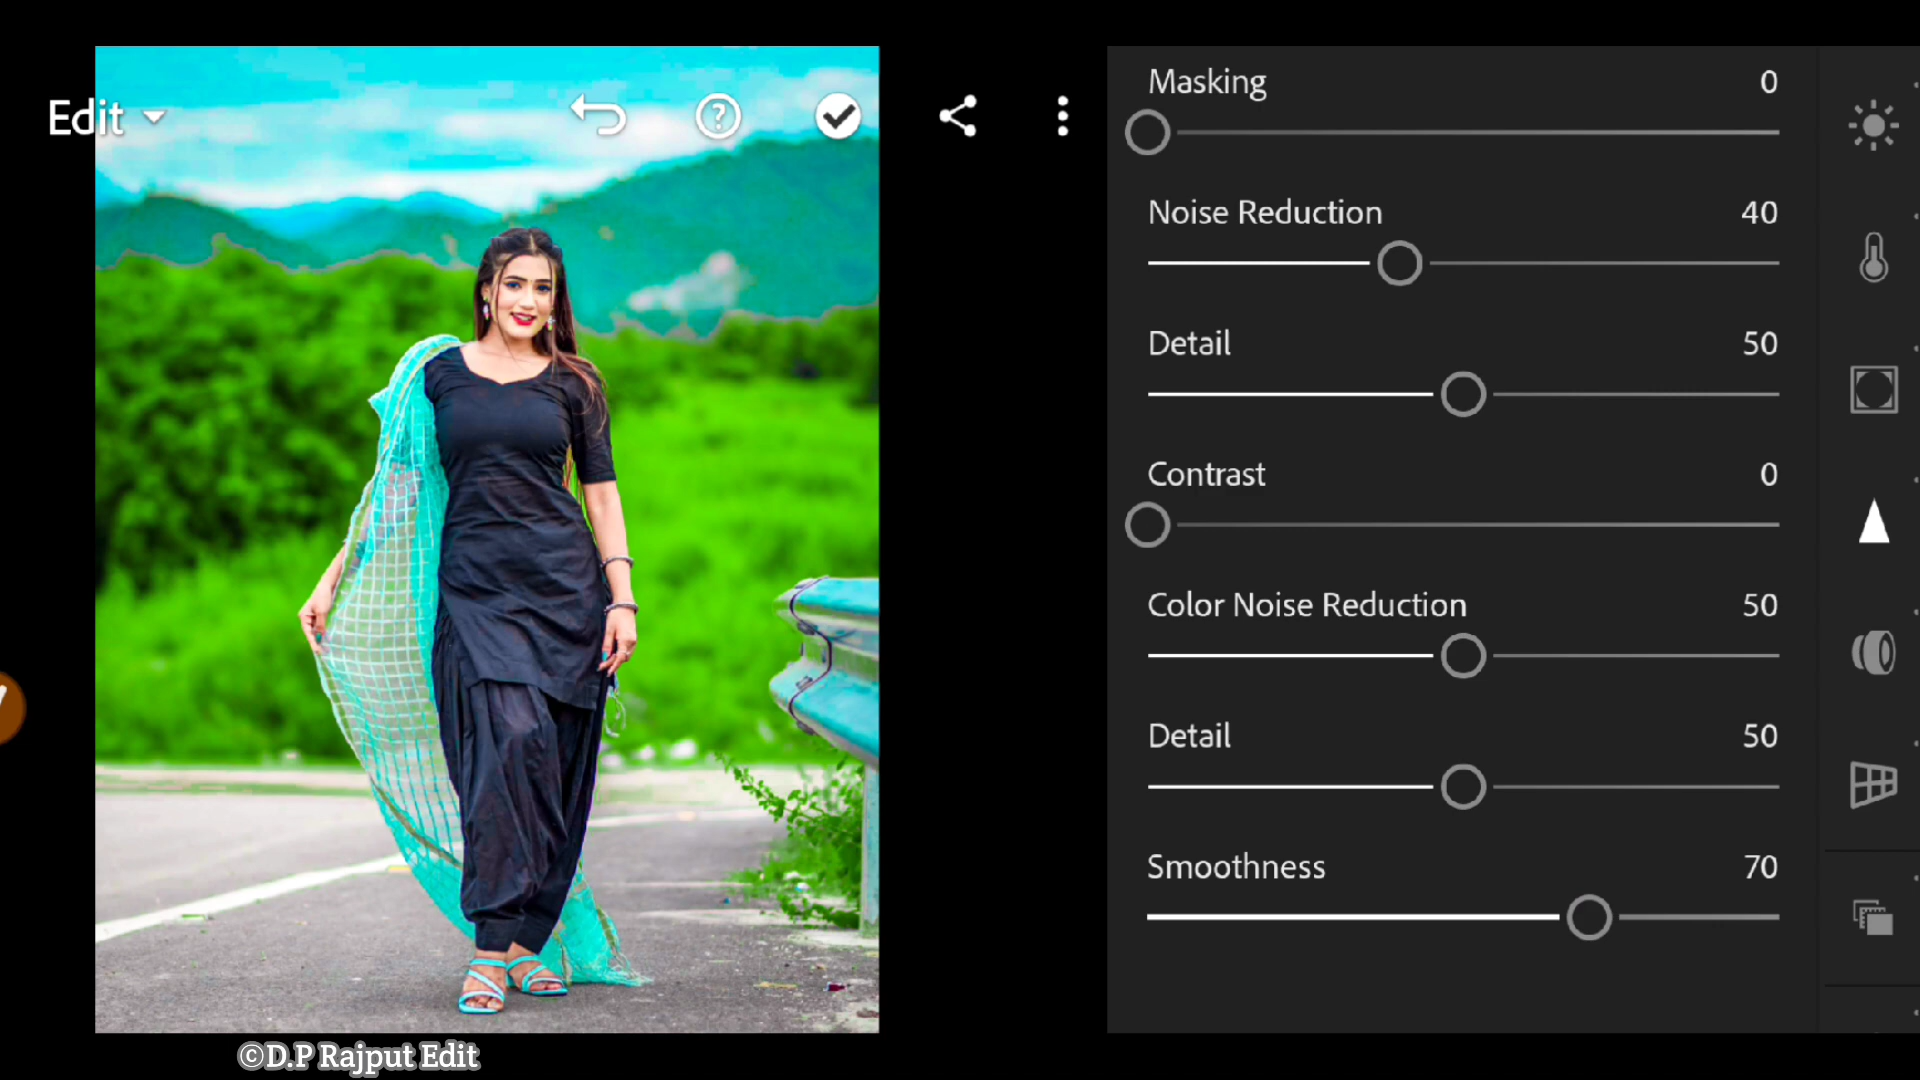 Edit
Masking 0
Noise Reduction 40
Detail 50
Contrast 0
Color Noise Reduction 50
Detail 50
Smoothness 70
©D.P Rajput Edit